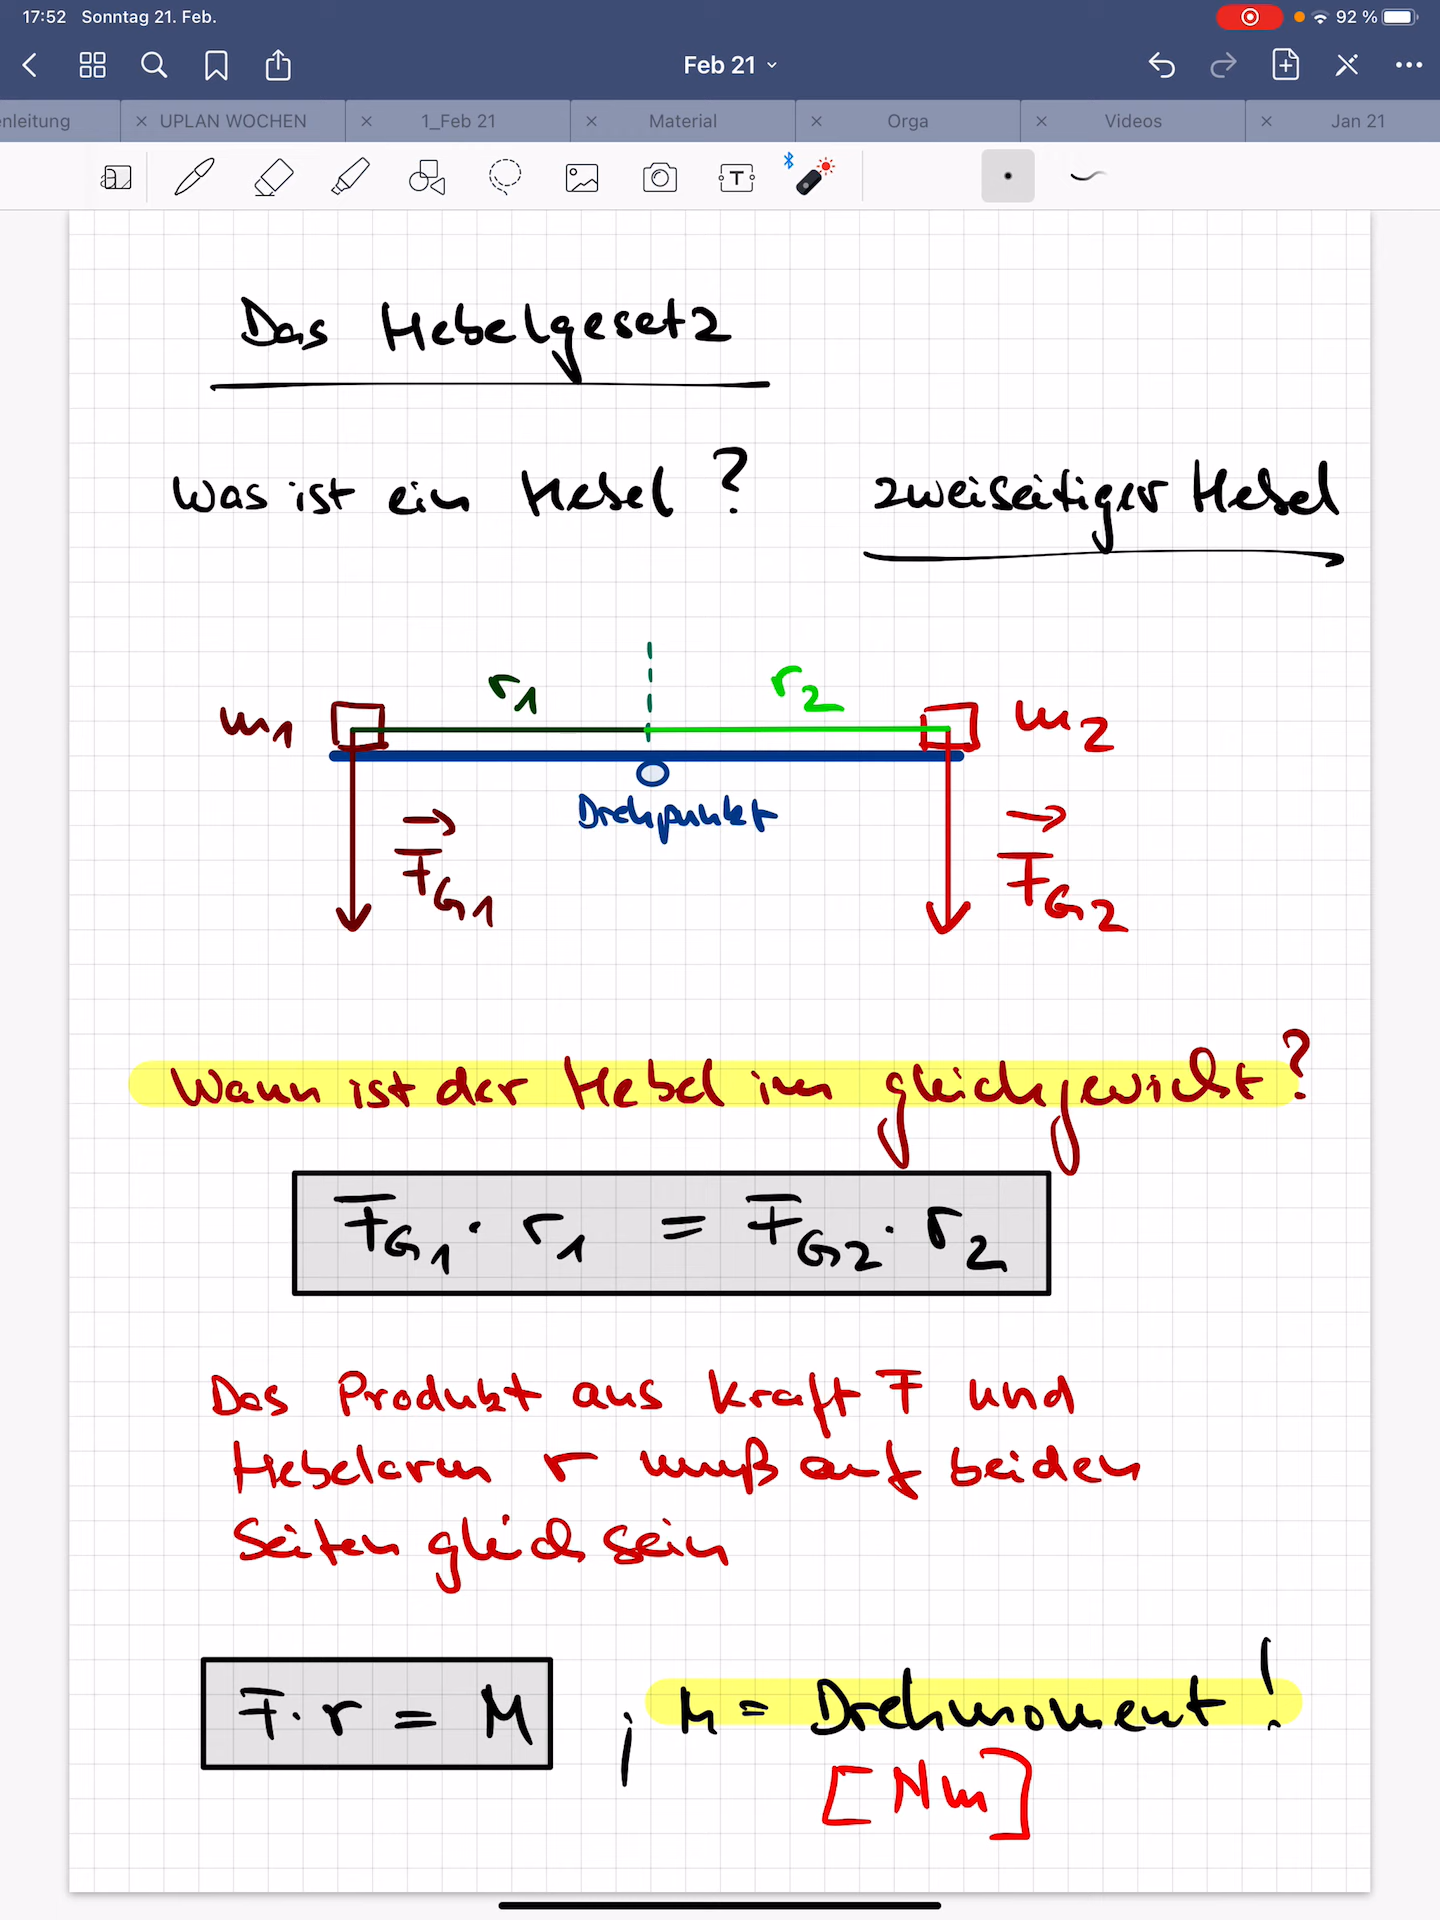 17:52 Sonntag 21. Feb. 92 %
Feb 21
enleitung UPLAN WOCHEN 1_Feb 21 Material Orga Videos Jan 21
T
Das Hebelgesetz
Was ist ein Hebel ? zweiseitiger Hebel
r1 r2
m1 m2
Drehpunkt
FG1 FG2
Wann ist der Hebel im gleichgewicht?
FG1 · r1 = FG2 · r2
Das Produkt aus Kraft F und
Hebelarm r muß auf beiden
Seiten gleich sein
F · r = M ; M = Drehmoment !
[Nm]